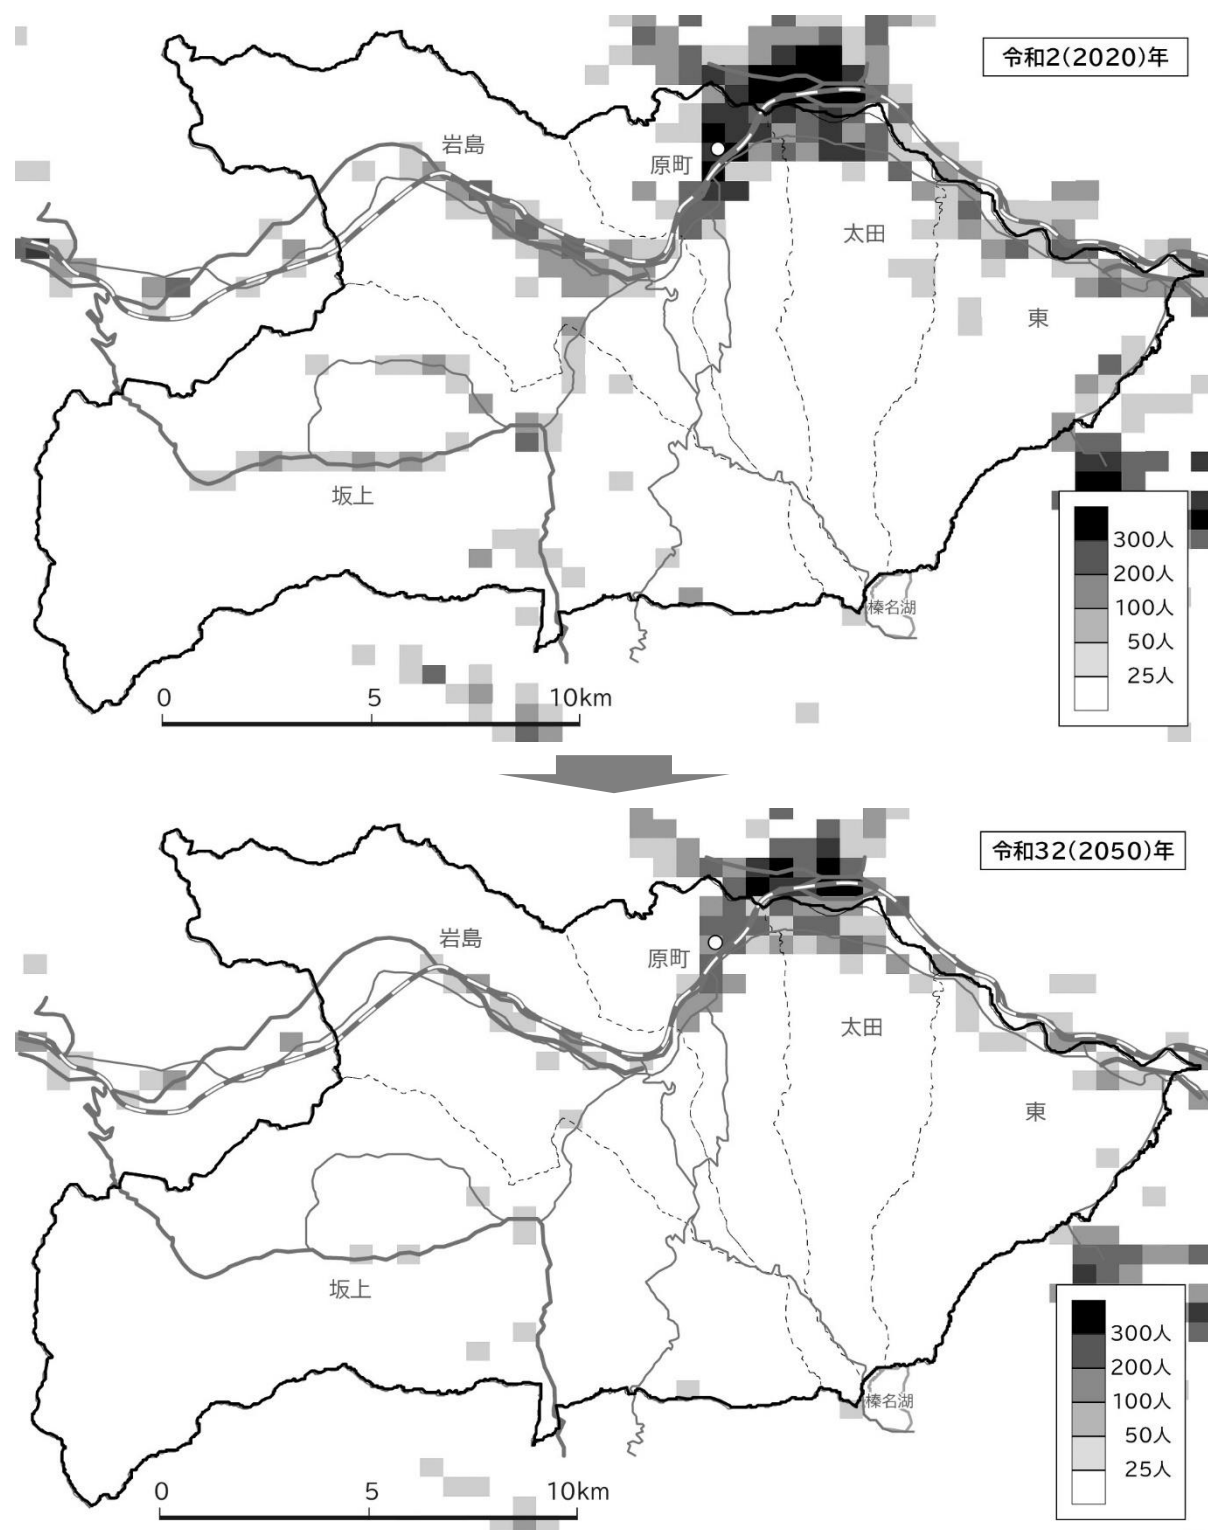 令和2(2020)年
岩島
原町
太田
東
坂上
榛名湖
300人
200人
100人
50人
25人
0 5 10km
令和32(2050)年
岩島
原町
太田
東
坂上
榛名湖
300人
200人
100人
50人
25人
0 5 10km